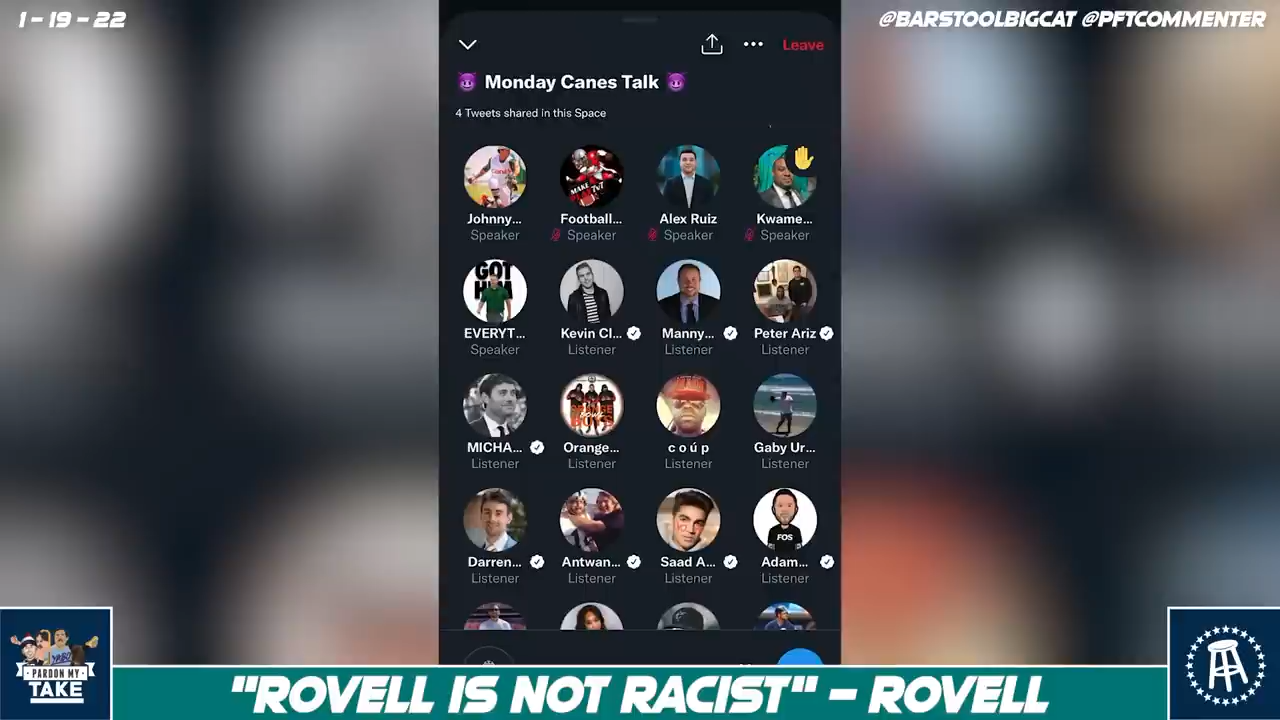 1-19-22
@BARSTOOLBIGCAT @PFTCOMMENTER
Leave
😈 Monday Canes Talk 😈
4 Tweets shared in this Space
Johnny... Football... Alex Ruiz Kwame...
Speaker Speaker Speaker Speaker
GOT
HIM
EVERYT... Kevin Cl... Manny... Peter Ariz
Speaker Listener Listener Listener
MICHA... Orange... c o ú p Gaby Ur...
Listener Listener Listener Listener
FOS
Darren... Antwan... Saad A... Adam...
Listener Listener Listener Listener
PARDON MY
TAKE
"ROVELL IS NOT RACIST" - ROVELL